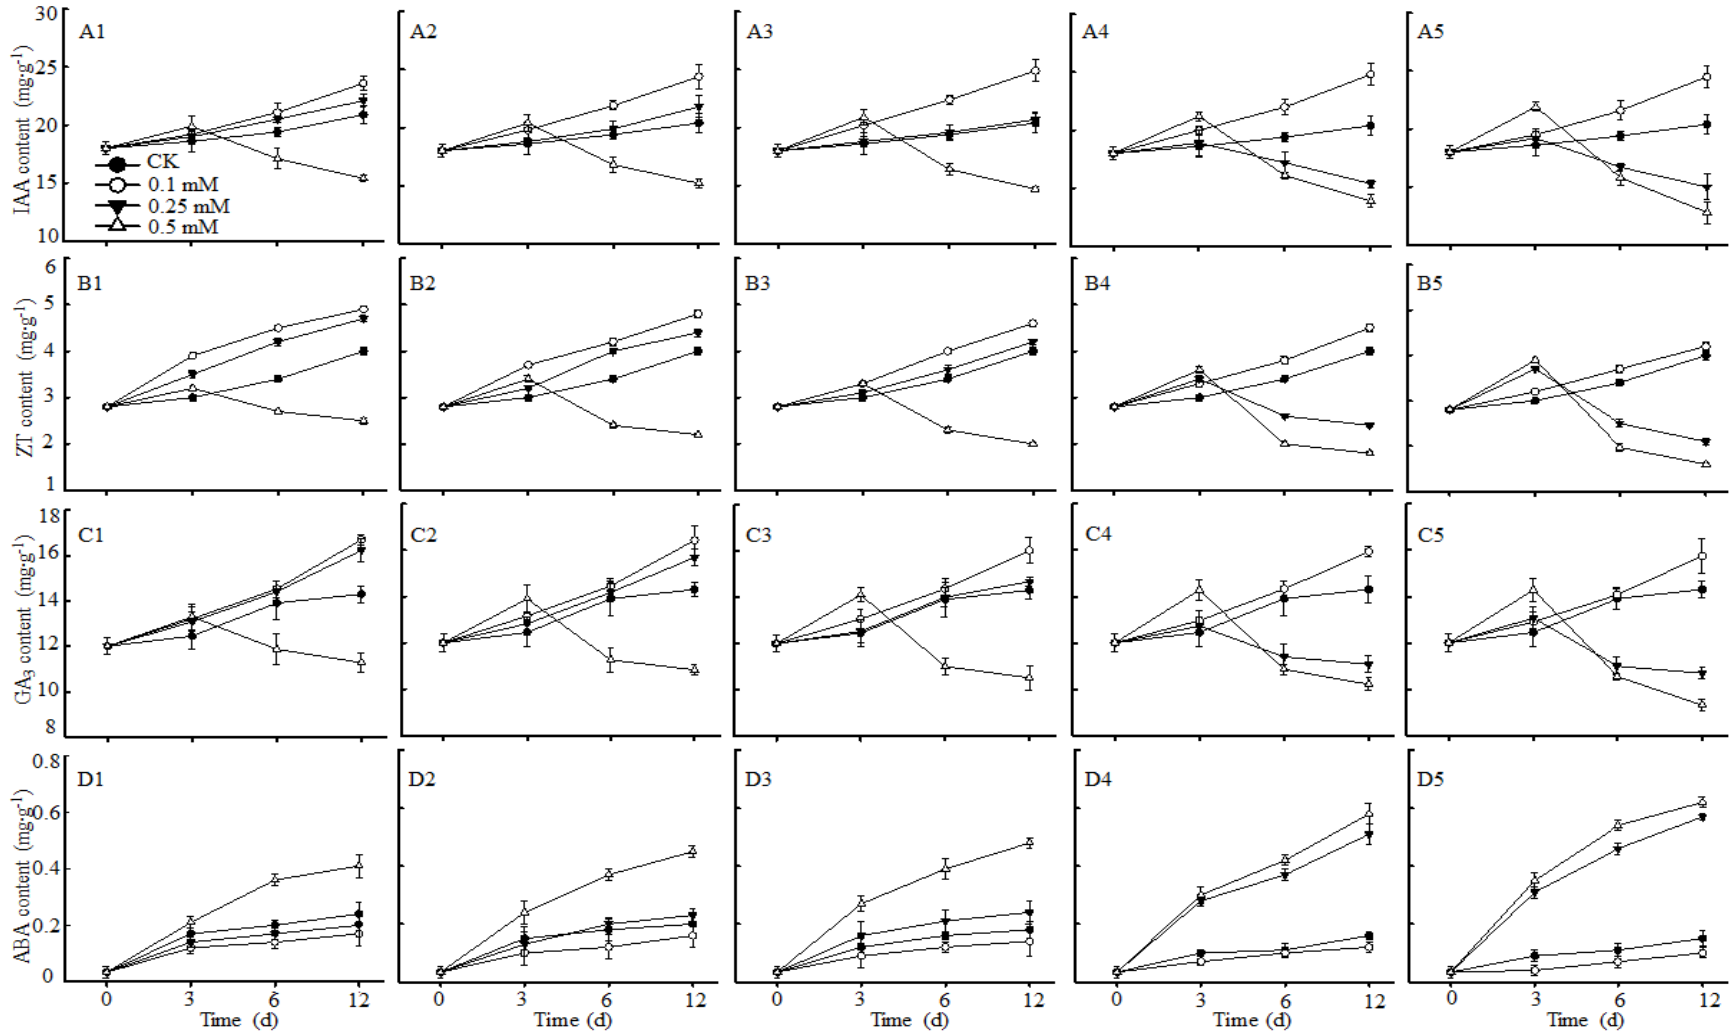 30
25
20
15
10
IAA content (mg·g-1)
A1
A2
A3
A4
A5
CK
0.1 mM
0.25 mM
0.5 mM
6
5
4
3
2
1
ZT content (mg·g-1)
B1
B2
B3
B4
B5
18
16
14
12
10
8
GA3 content (mg·g-1)
C1
C2
C3
C4
C5
0.8
0.6
0.4
0.2
0
ABA content (mg·g-1)
D1
D2
D3
D4
D5
0 3 6 12 0 3 6 12 0 3 6 12 0 3 6 12 0 3 6 12
Time (d) Time (d) Time (d) Time (d) Time (d)